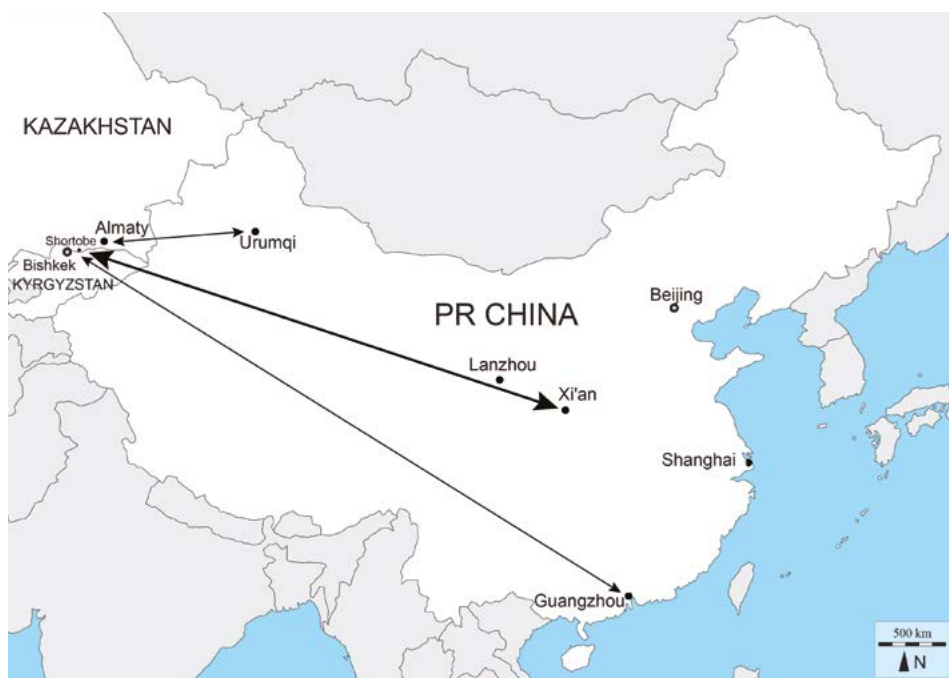 KAZAKHSTAN
Almaty
Shortobe
Urumqi
Bishkek
KYRGYZSTAN
Beijing
PR CHINA
Lanzhou
Xi'an
Shanghai
Guangzhou
500 km
N